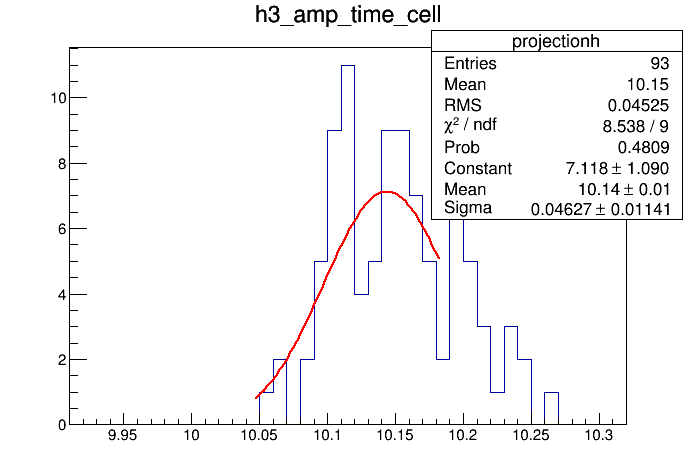 h3_amp_time_cell
projectionh
Entries 93
Mean 10.15
RMS 0.04525
χ² / ndf 8.538 / 9
Prob 0.4809
Constant 7.118 ± 1.090
Mean 10.14 ± 0.01
Sigma 0.04627 ± 0.01141
10
8
6
4
2
0
9.95 10 10.05 10.1 10.15 10.2 10.25 10.3